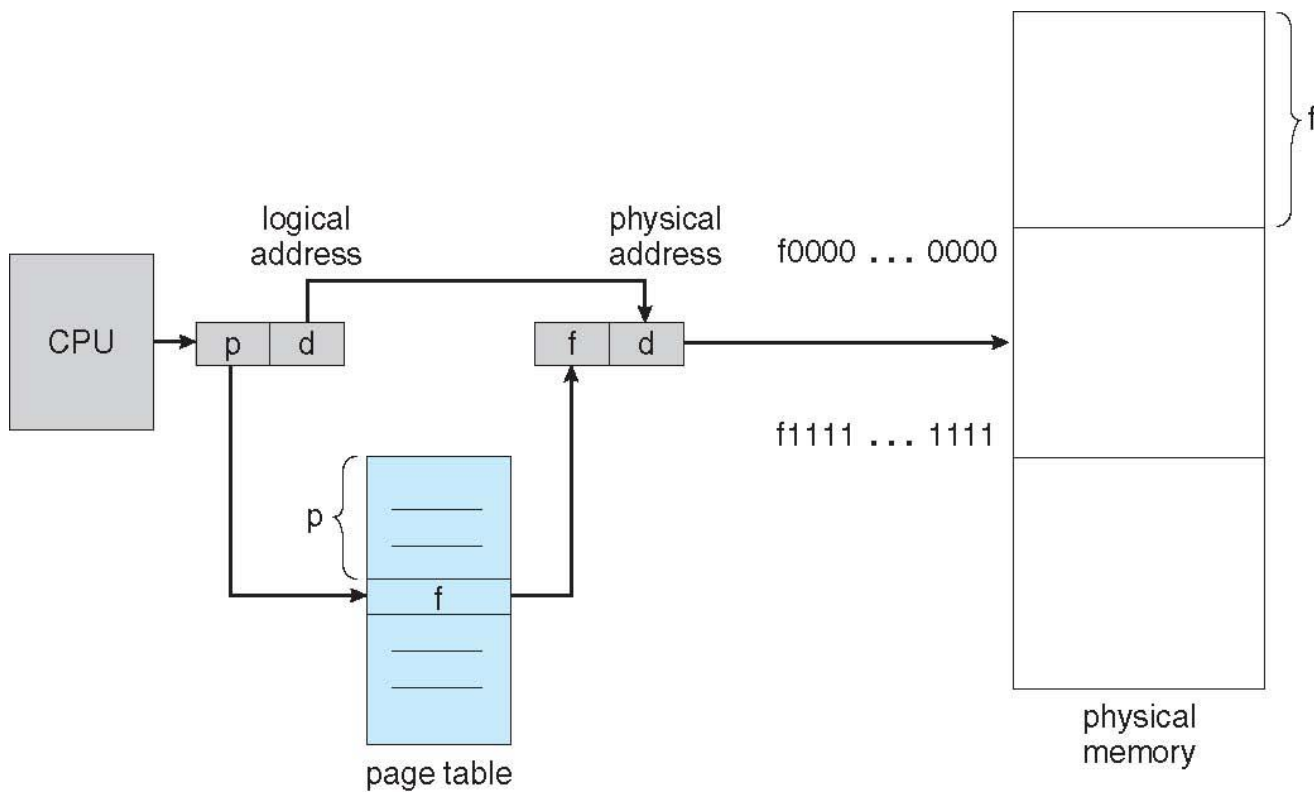 f
logical
address
physical
address
f0000 ... 0000
CPU
p
d
f
d
f1111 ... 1111
p
f
physical
memory
page table